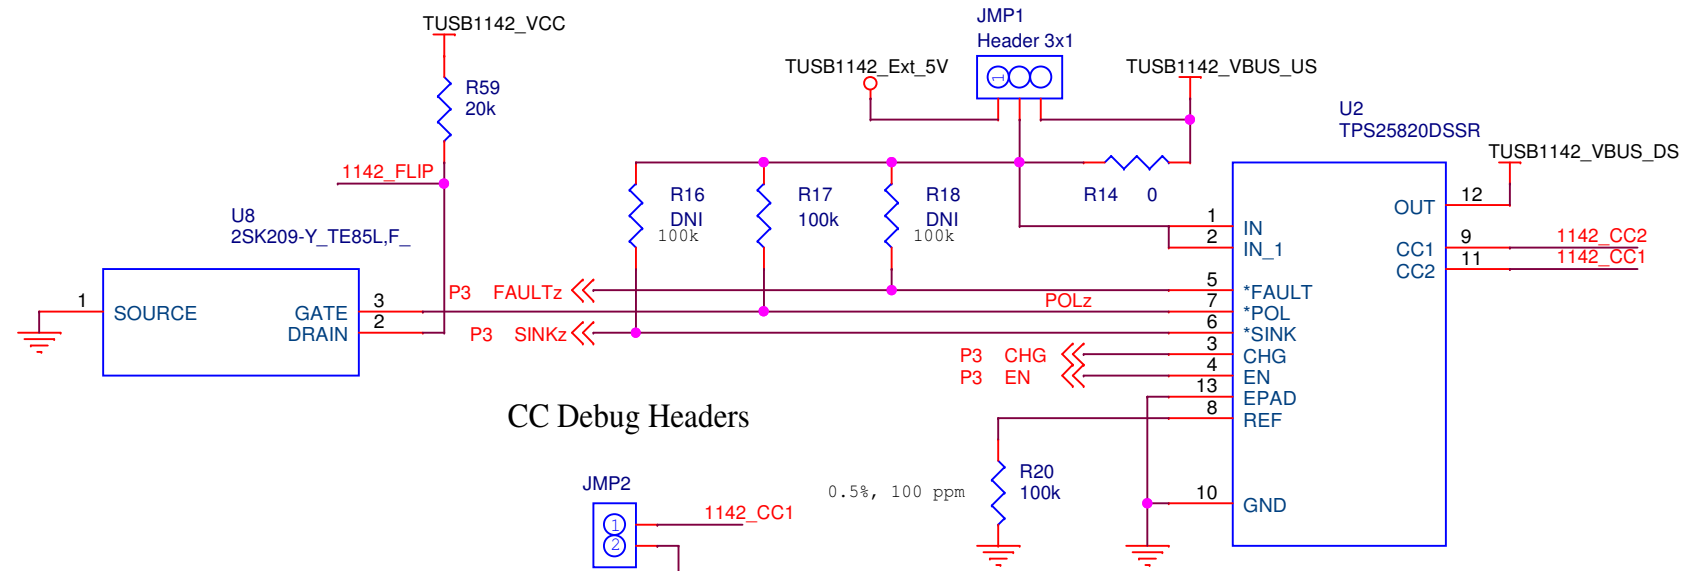 TUSB1142_VCC
R59
20k
1142_FLIP
U8
2SK209-Y_TE85L,F_
1
SOURCE
GATE
3
DRAIN
2
JMP1
Header 3x1
1
TUSB1142_Ext_5V
TUSB1142_VBUS_US
R16
DNI
100k
R17
100k
R18
DNI
100k
R14 0
P3 FAULTz
POLz
P3 SINKz
P3 CHG
P3 EN
U2
TPS25820DSSR
TUSB1142_VBUS_DS
1 IN
2 IN_1
5 *FAULT
7 *POL
6 *SINK
3 CHG
4 EN
13 EPAD
8 REF
10 GND
OUT 12
CC1 9 1142_CC2
CC2 11 1142_CC1
R20
100k
0.5%, 100 ppm
CC Debug Headers
JMP2
1 1142_CC1
2